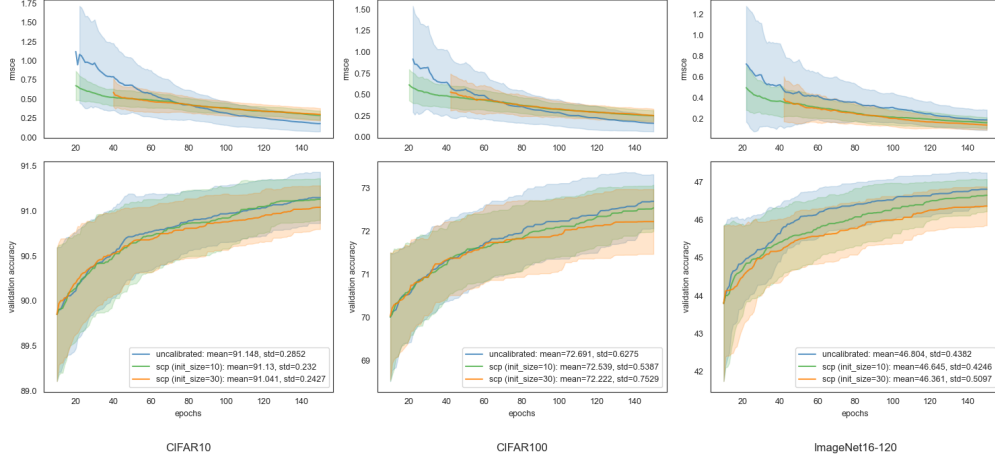 1.75
1.50
1.25
1.00
0.75
0.50
0.25
0.00
rmsce
20 40 60 80 100 120 140
1.50
1.25
1.00
0.75
0.50
0.25
0.00
rmsce
20 40 60 80 100 120 140
1.2
1.0
0.8
0.6
0.4
0.2
rmsce
20 40 60 80 100 120 140
91.5
91.0
90.5
90.0
89.5
89.0
validation accuracy
uncalibrated: mean=91.148, std=0.2852
scp (init_size=10): mean=91.13, std=0.232
scp (init_size=30): mean=91.041, std=0.2427
20 40 60 80 100 120 140
epochs
CIFAR10
73
72
71
70
69
validation accuracy
uncalibrated: mean=72.691, std=0.6275
scp (init_size=10): mean=72.539, std=0.5387
scp (init_size=30): mean=72.222, std=0.7529
20 40 60 80 100 120 140
epochs
CIFAR100
47
46
45
44
43
42
validation accuracy
uncalibrated: mean=46.804, std=0.4382
scp (init_size=10): mean=46.645, std=0.4246
scp (init_size=30): mean=46.361, std=0.5097
20 40 60 80 100 120 140
epochs
ImageNet16-120